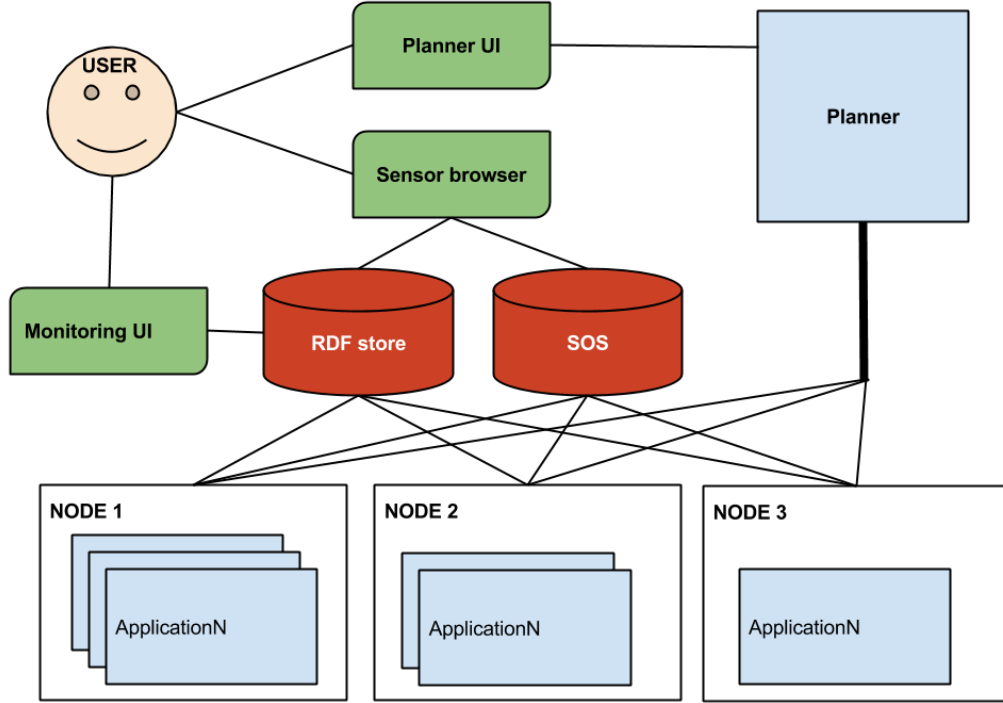 USER
Planner UI
Planner
Sensor browser
Monitoring UI
RDF store
SOS
NODE 1
NODE 2
NODE 3
ApplicationN
ApplicationN
ApplicationN